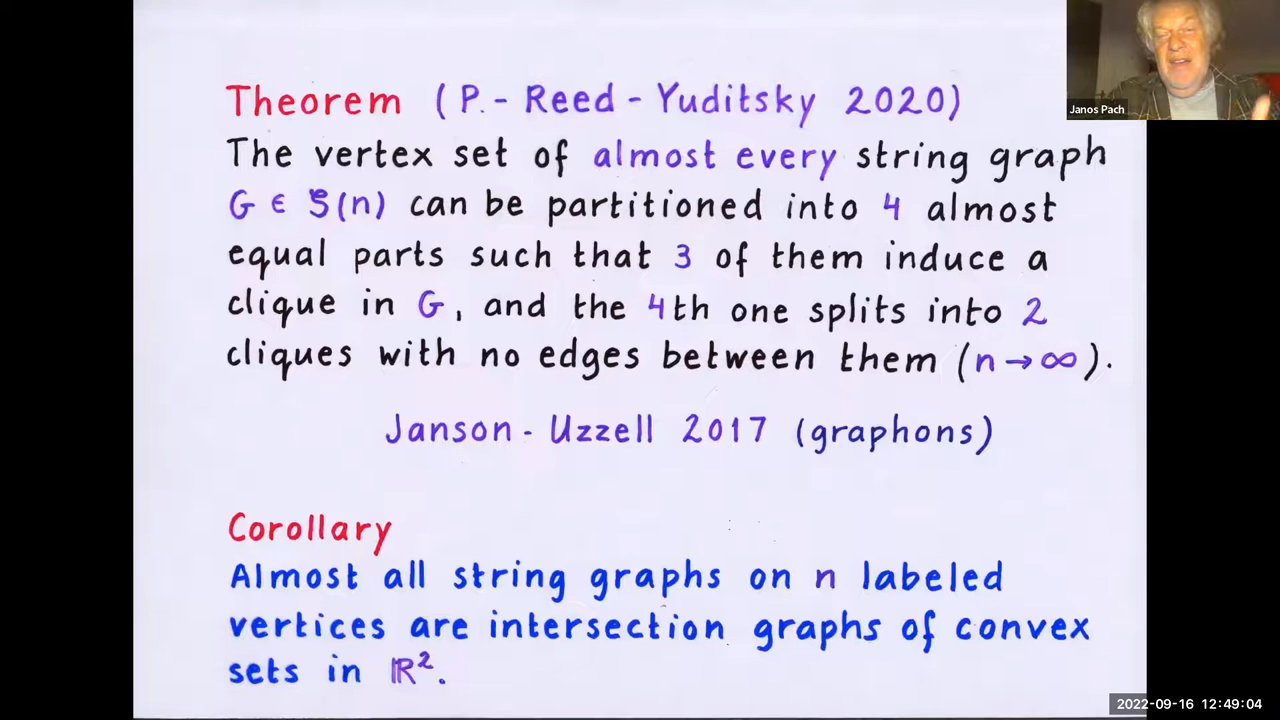 Theorem (P. - Reed - Yuditsky 2020)
The vertex set of almost every string graph
G ∈ S(n) can be partitioned into 4 almost
equal parts such that 3 of them induce a
clique in G, and the 4th one splits into 2
cliques with no edges between them (n→∞).
Janson - Uzzell 2017 (graphons)
Corollary
Almost all string graphs on n labeled
vertices are intersection graphs of convex
sets in ℝ².
Janos Pach
2022-09-16 12:49:04